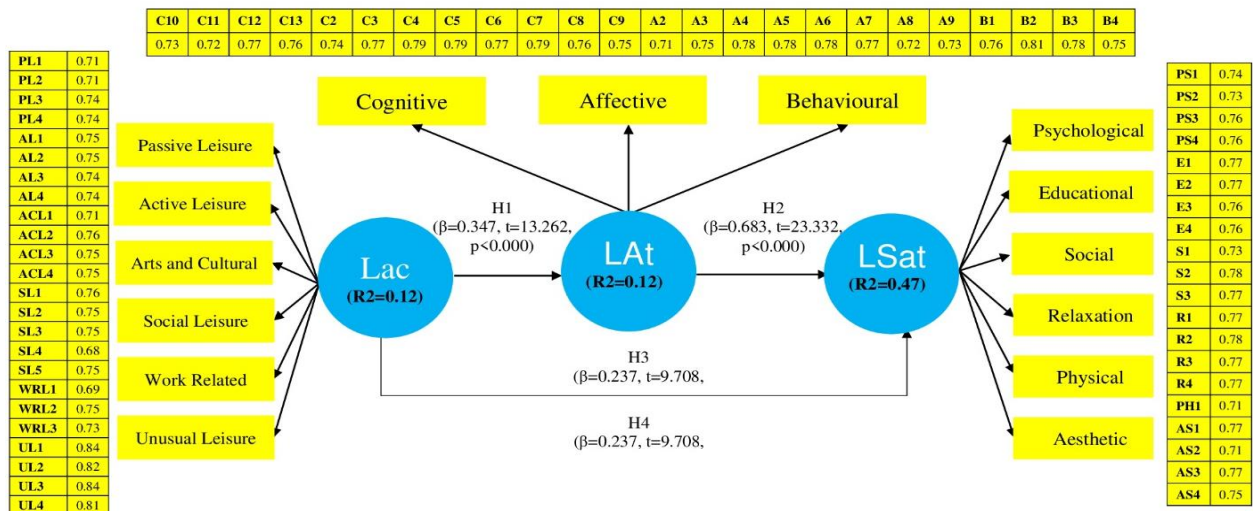 C10 C11 C12 C13 C2 C3 C4 C5 C6 C7 C8 C9 A2 A3 A4 A5 A6 A7 A8 A9 B1 B2 B3 B4
0.73 0.72 0.77 0.76 0.74 0.77 0.79 0.79 0.77 0.79 0.76 0.75 0.71 0.75 0.78 0.78 0.78 0.77 0.72 0.73 0.76 0.81 0.78 0.75
PL1 0.71
PL2 0.71
PL3 0.74
PL4 0.74
AL1 0.75
AL2 0.75
AL3 0.74
AL4 0.74
ACL1 0.71
ACL2 0.76
ACL3 0.75
ACL4 0.75
SL1 0.76
SL2 0.75
SL3 0.75
SL4 0.68
SL5 0.75
WRL1 0.69
WRL2 0.75
WRL3 0.73
UL1 0.84
UL2 0.82
UL3 0.84
UL4 0.81
Cognitive
Affective
Behavioural
Passive Leisure
Active Leisure
Arts and Cultural
Social Leisure
Work Related
Unusual Leisure
Lac
(R2=0.12)
H1
(β=0.347, t=13.262,
p<0.000)
LAt
(R2=0.12)
H2
(β=0.683, t=23.332,
p<0.000)
LSat
(R2=0.47)
H3
(β=0.237, t=9.708,
H4
(β=0.237, t=9.708,
Psychological
Educational
Social
Relaxation
Physical
Aesthetic
PS1 0.74
PS2 0.73
PS3 0.76
PS4 0.76
E1 0.77
E2 0.77
E3 0.76
E4 0.76
S1 0.73
S2 0.78
S3 0.77
R1 0.77
R2 0.78
R3 0.77
R4 0.77
PH1 0.71
AS1 0.77
AS2 0.71
AS3 0.77
AS4 0.75